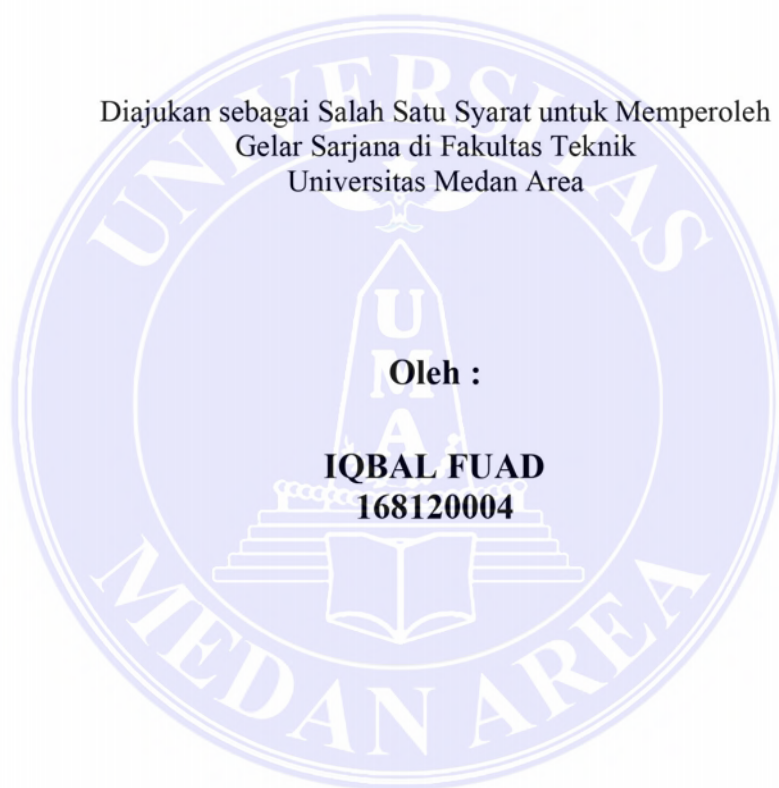 UNIVERSITAS
Diajukan sebagai Salah Satu Syarat untuk Memperoleh
Gelar Sarjana di Fakultas Teknik
Universitas Medan Area
UMA
Oleh :
IQBAL FUAD
168120004
MEDAN AREA